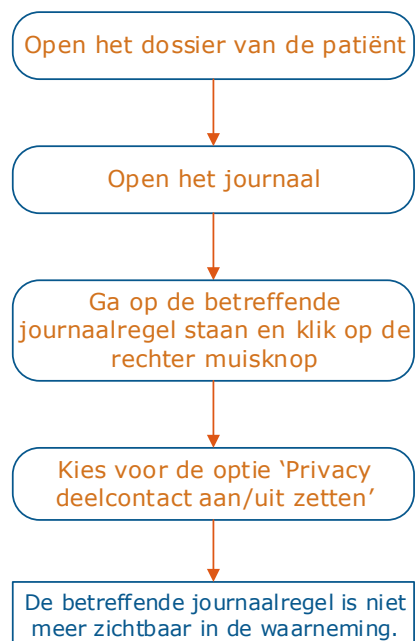 Open het dossier van de patiënt
Open het journaal
Ga op de betreffende
journaalregel staan en klik op de
rechter muisknop
Kies voor de optie ‘Privacy
deelcontact aan/uit zetten’
De betreffende journaalregel is niet
meer zichtbaar in de waarneming.